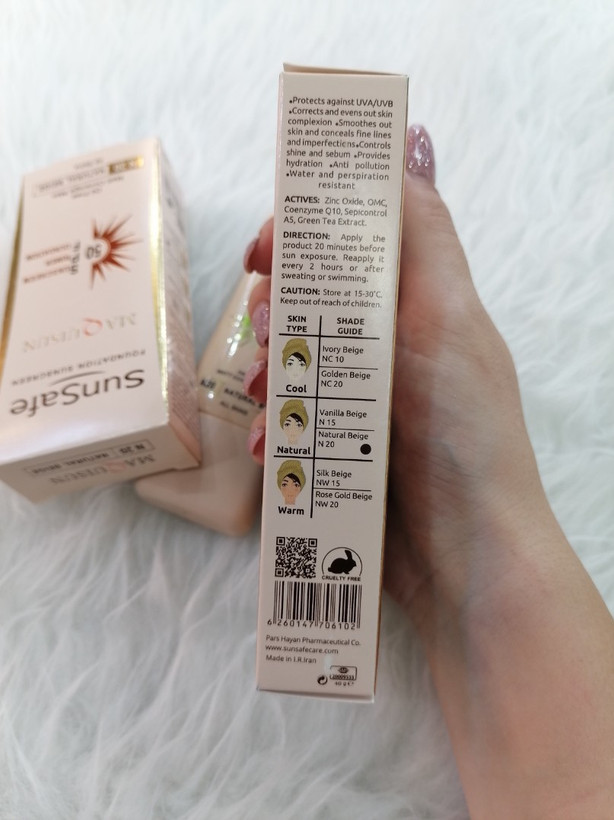 •Protects against UVA/UVB
•Corrects and evens out skin
complexion •Smoothes out
skin and conceals fine lines
and imperfections•Controls
shine and sebum •Provides
hydration •Anti pollution
•Water and perspiration
resistant
ACTIVES: Zinc Oxide, OMC,
Coenzyme Q10, Sepicontrol
A5, Green Tea Extract.
DIRECTION: Apply the
product 20 minutes before
sun exposure. Reapply it
every 2 hours or after
sweating or swimming.
CAUTION: Store at 15-30°C.
Keep out of reach of children.
SKIN TYPE
SHADE GUIDE
Cool
Ivory Beige
NC 10
Golden Beige
NC 20
Natural
Vanilla Beige
N 15
Natural Beige
N 20
Warm
Silk Beige
NW 15
Rose Gold Beige
NW 20
CRUELTY FREE
6 260147 706102
Pars Hayan Pharmaceutical Co.
www.sunsafecare.com
Made in I.R.Iran
40 g e
SunSafe
FOUNDATION SUNSCREEN
MAQUISUN
50
N 20 NATURAL BEIGE
MAQUISUN